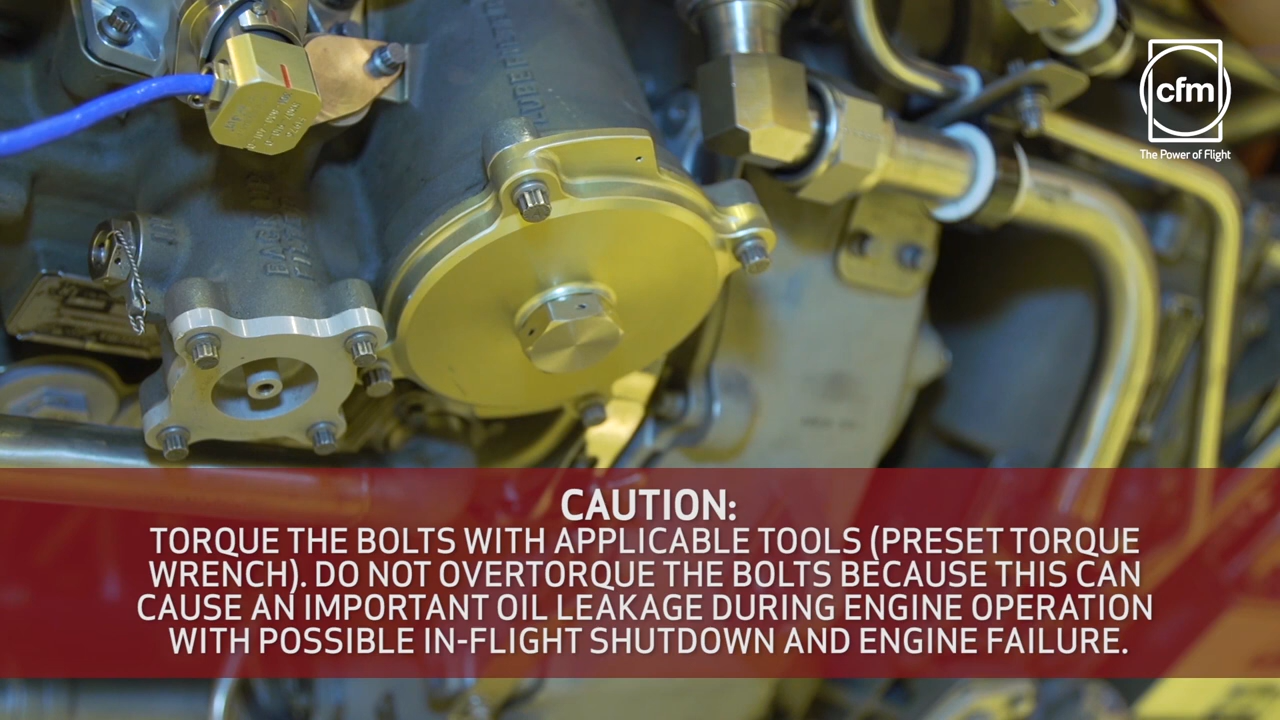 cfm
The Power of Flight
CAUTION:
TORQUE THE BOLTS WITH APPLICABLE TOOLS (PRESET TORQUE
WRENCH). DO NOT OVERTORQUE THE BOLTS BECAUSE THIS CAN
CAUSE AN IMPORTANT OIL LEAKAGE DURING ENGINE OPERATION
WITH POSSIBLE IN-FLIGHT SHUTDOWN AND ENGINE FAILURE.